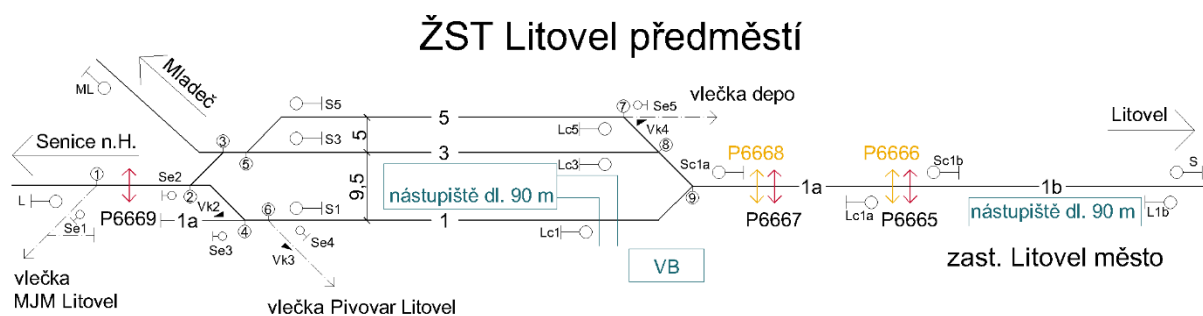 ŽST Litovel předměstí
ML
Mladeč
Senice n.H.
S5
S3
5
5
3
9,5
7
Se5
vlečka depo
Vk4
Lc5
8
Lc3
Sc1a
P6668
P6667
1a
P6666
P6665
Sc1b
Litovel
S
1b
L1b
Lc1a
nástupiště dl. 90 m
zast. Litovel město
nástupiště dl. 90 m
9
1
3
5
Se2
2
L
P6669
1a
Vk2
4
6
S1
1
Lc1
Se1
Se3
Se4
Vk3
VB
vlečka
MJM Litovel
vlečka Pivovar Litovel